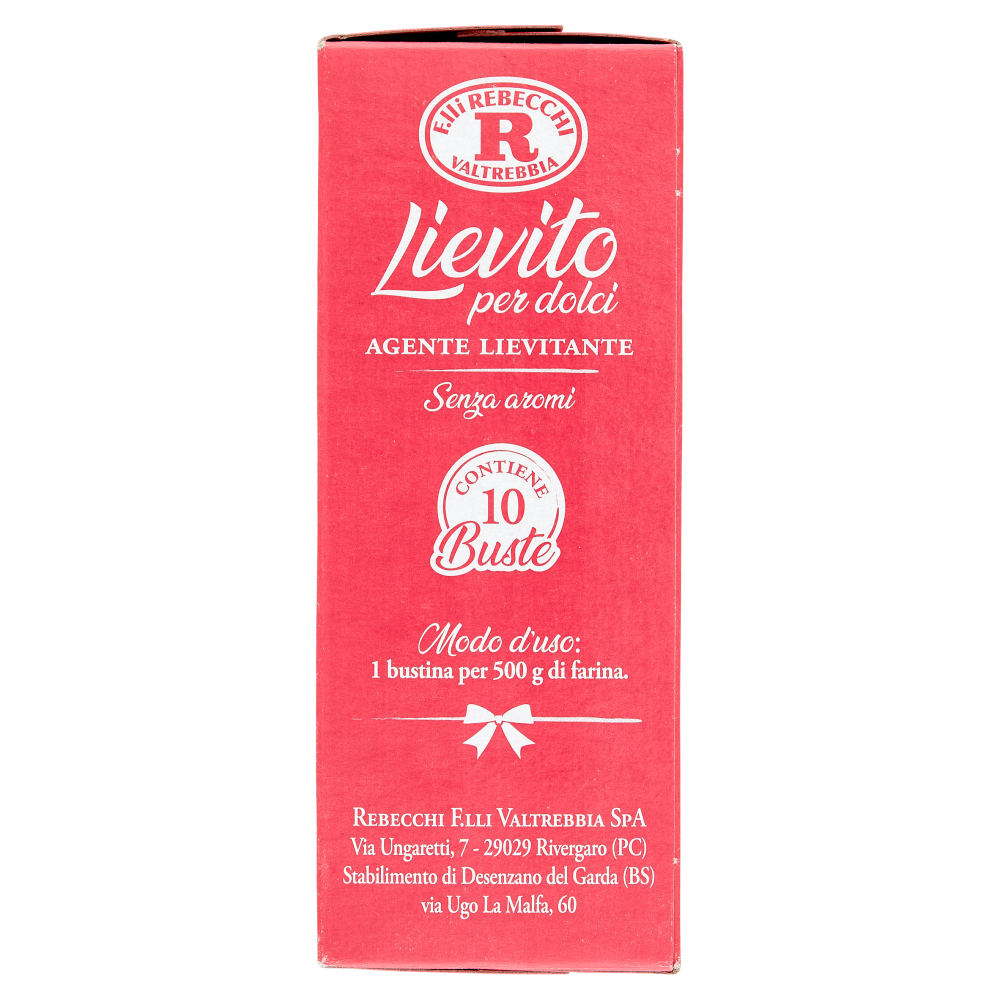 F.lli REBECCHI
R
VALTREBBIA
Lievito
per dolci
AGENTE LIEVITANTE
Senza aromi
CONTIENE
10
Buste
Modo d'uso:
1 bustina per 500 g di farina.
REBECCHI F.LLI VALTREBBIA SPA
Via Ungaretti, 7 - 29029 Rivergaro (PC)
Stabilimento di Desenzano del Garda (BS)
via Ugo La Malfa, 60